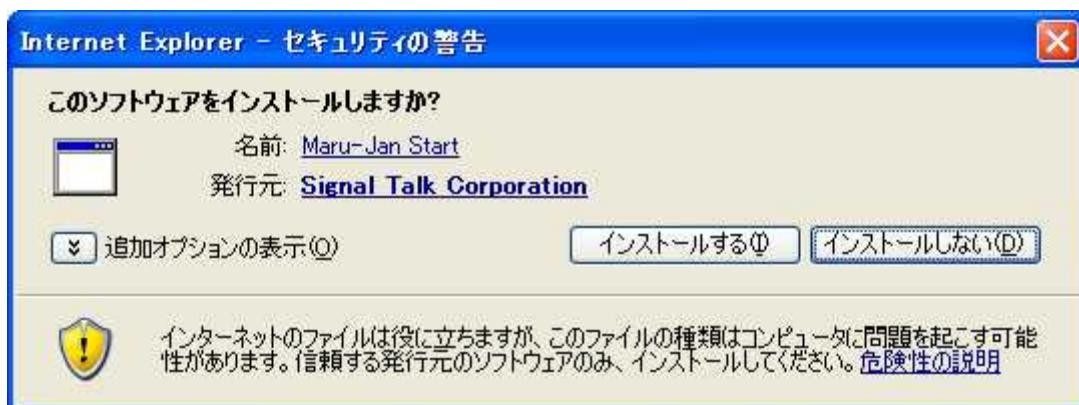 Internet Explorer - セキュリティの警告
このソフトウェアをインストールしますか?
名前: Maru-Jan Start
発行元: Signal Talk Corporation
追加オプションの表示(O)
インストールする(I)
インストールしない(D)
インターネットのファイルは役に立ちますが、このファイルの種類はコンピュータに問題を起こす可能
性があります。信頼する発行元のソフトウェアのみ、インストールしてください。危険性の説明